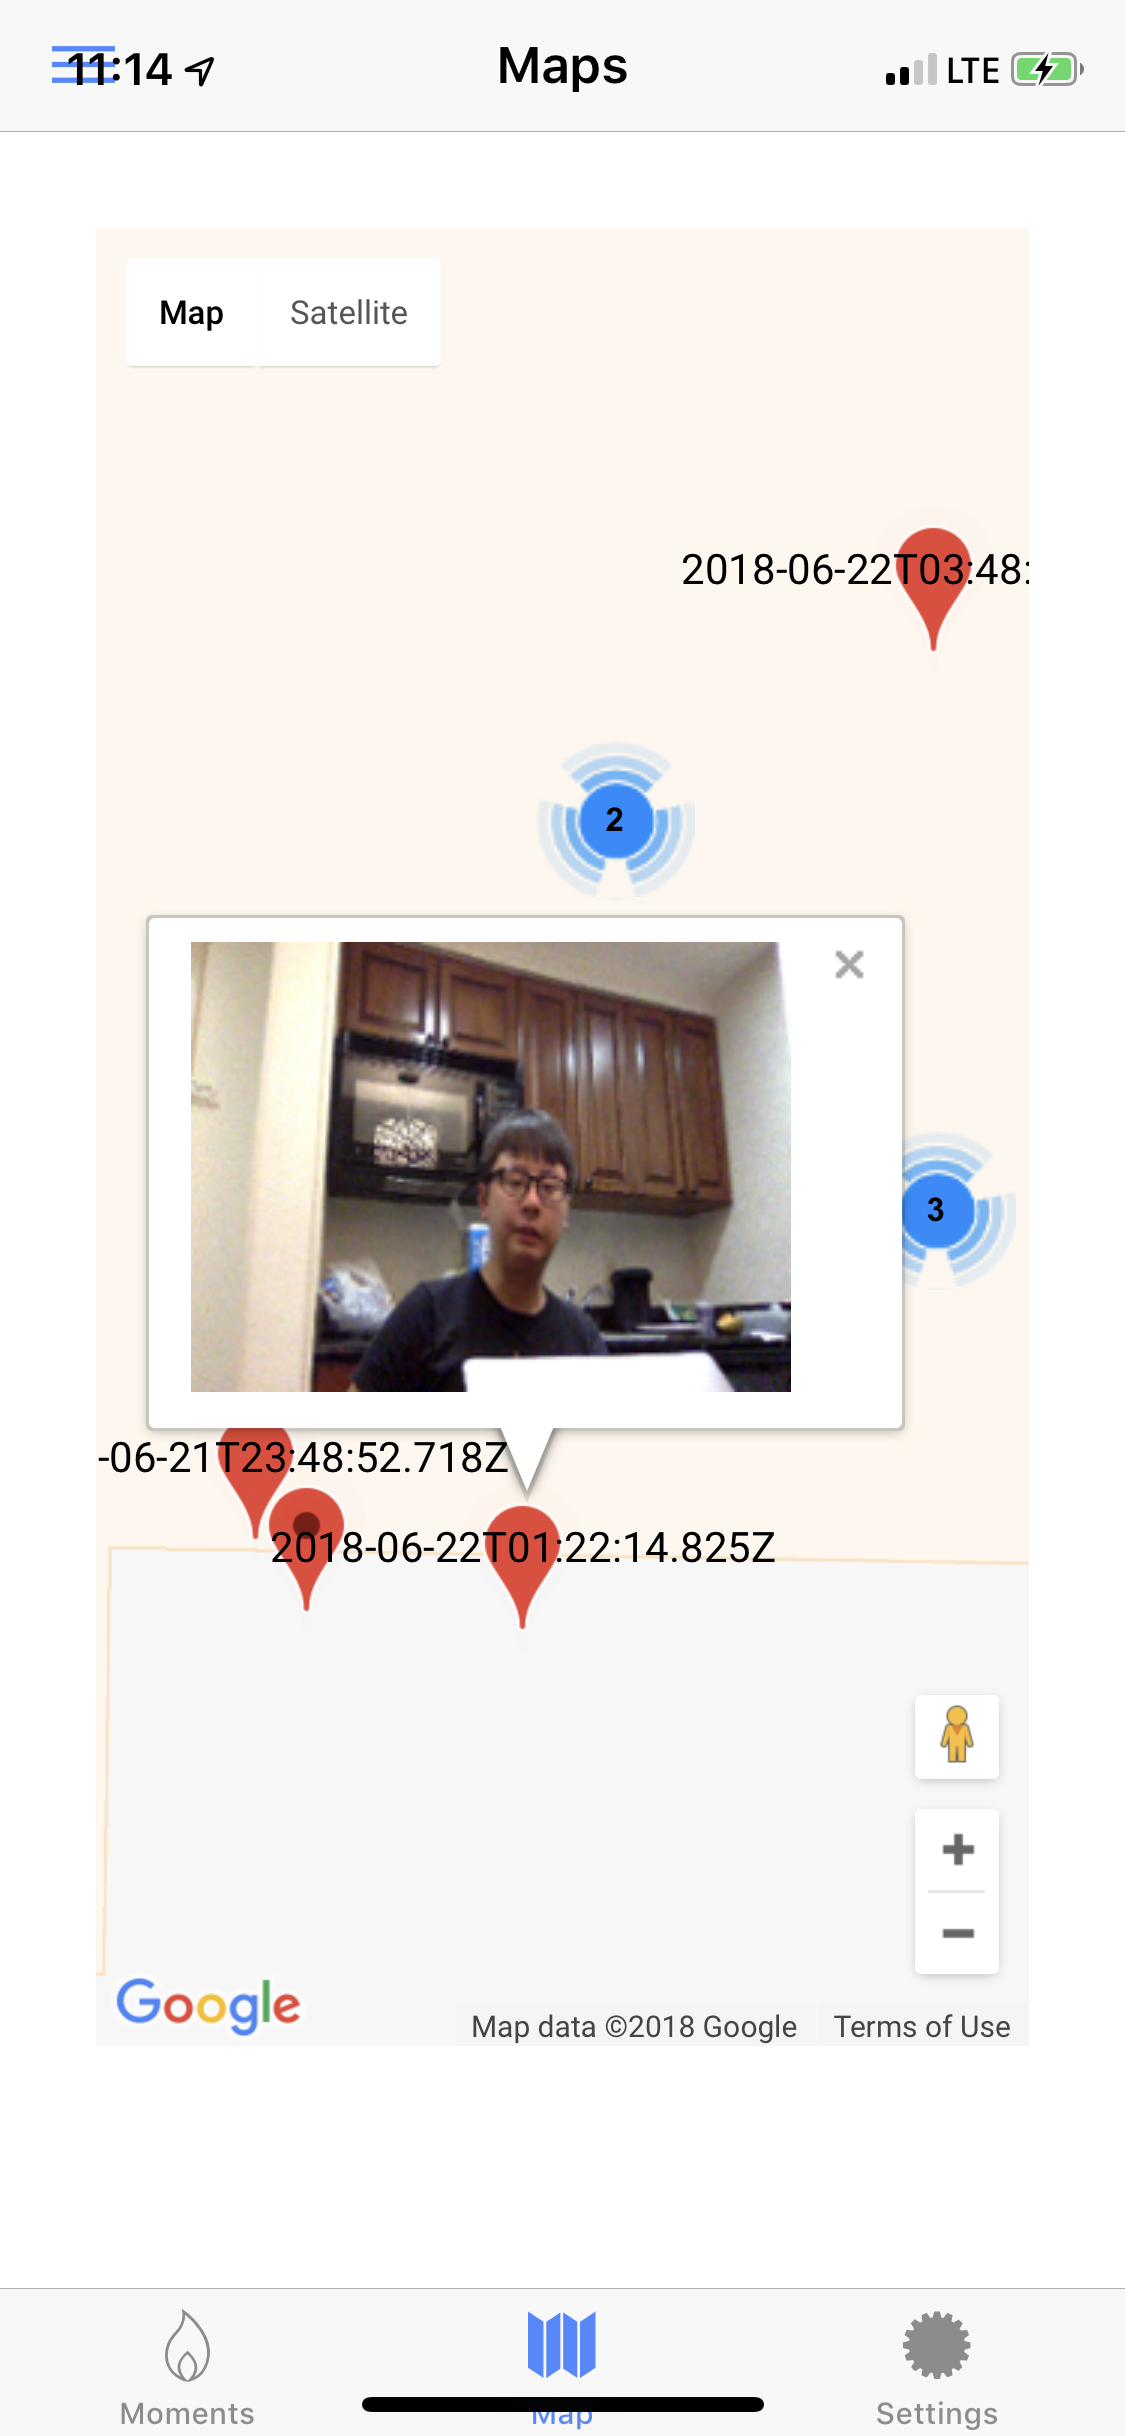 11:14
Maps
LTE
Map
Satellite
2018-06-22T03:48:
2
3
-06-21T23:48:52.718Z
2018-06-22T01:22:14.825Z
Google
Map data ©2018 Google
Terms of Use
Moments
Map
Settings